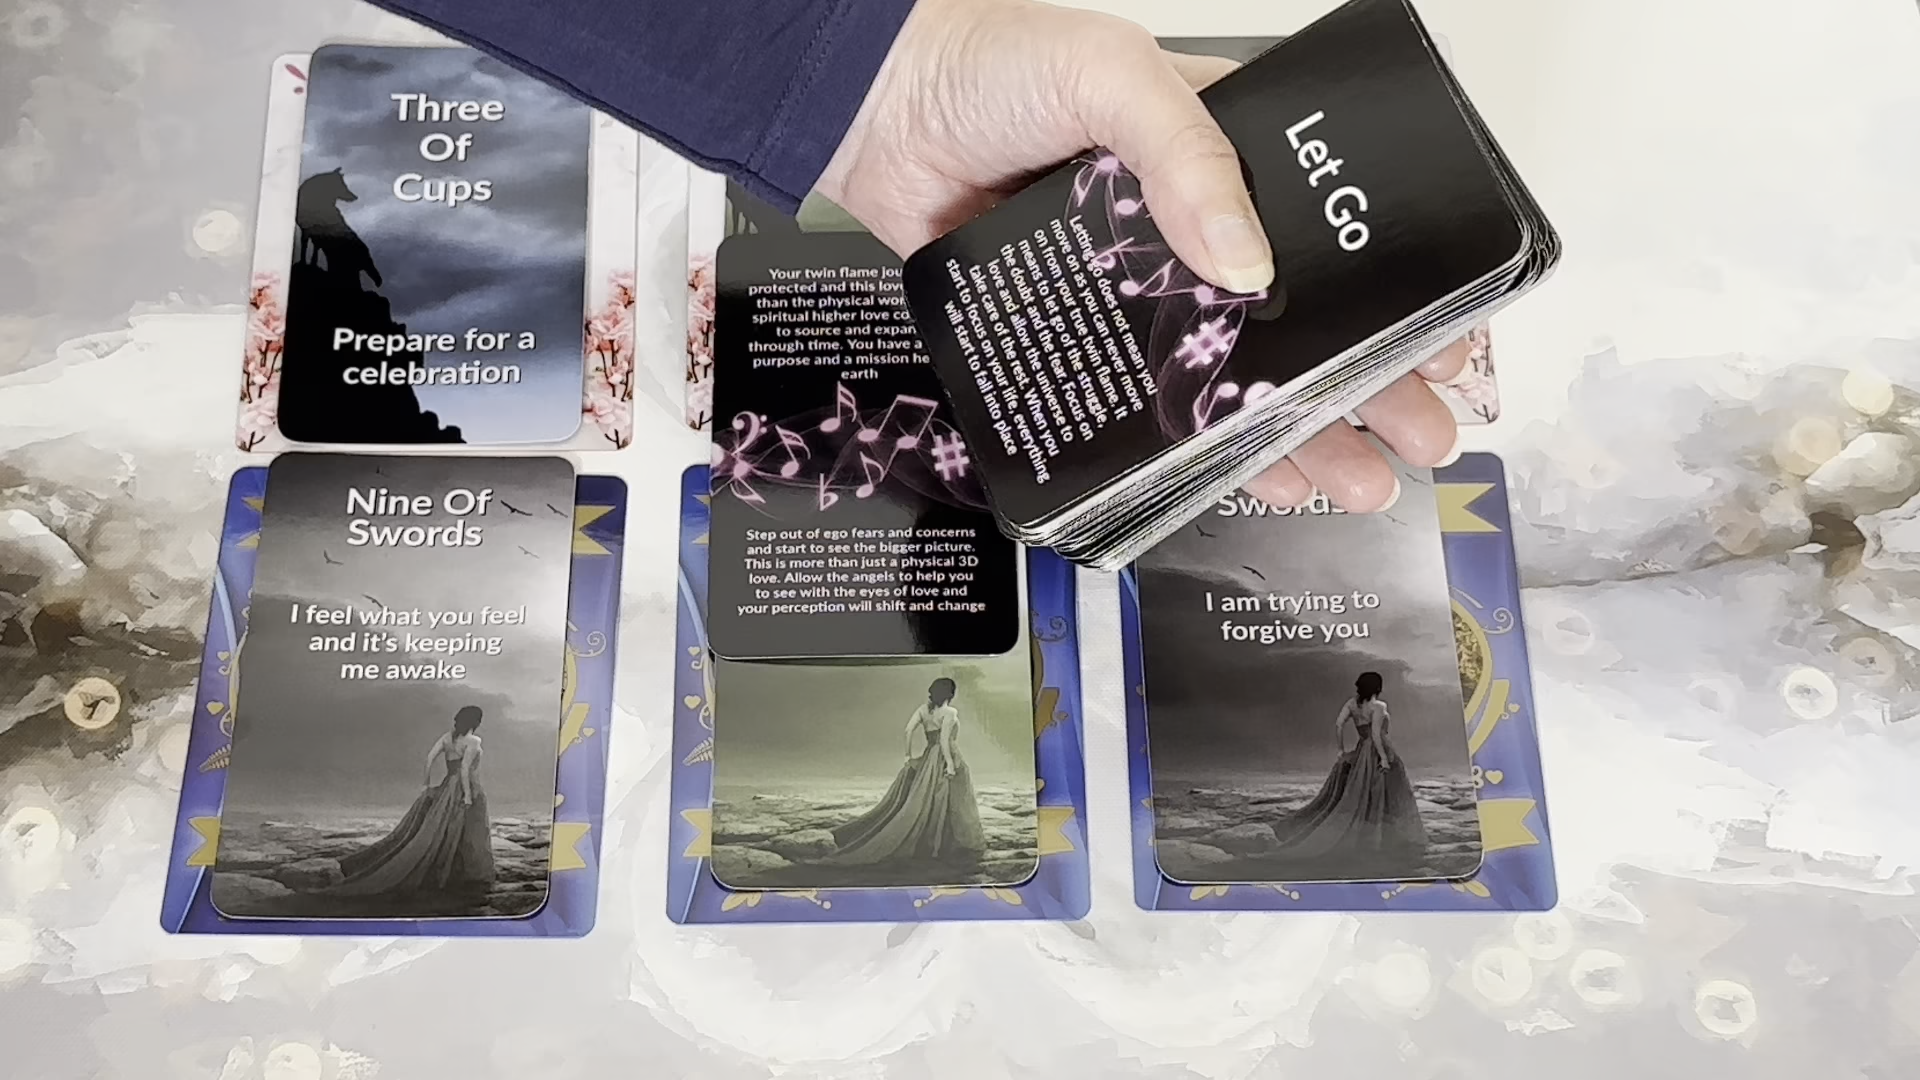 Three
Of
Cups
Prepare for a
celebration
Nine Of
Swords
I feel what you feel
and it's keeping
me awake
Your twin flame
protected and this
than the physical
spiritual higher love
to source and
through time. You have a
purpose and a mission
earth
Step out of ego fears and concerns
and start to see the bigger picture.
This is more than just a physical 3D
love. Allow the angels to help you
to see with the eyes of love and
your perception will shift and change
Let Go
Letting go does not mean you
move on as you can never move
on from your true twin flame. It
means to let go of the struggle,
the doubt and the fear. Focus on
love and allow the universe to
take care of the rest. When you
start to focus on your life, everything
will start to fall into place
Swords
I am trying to
forgive you